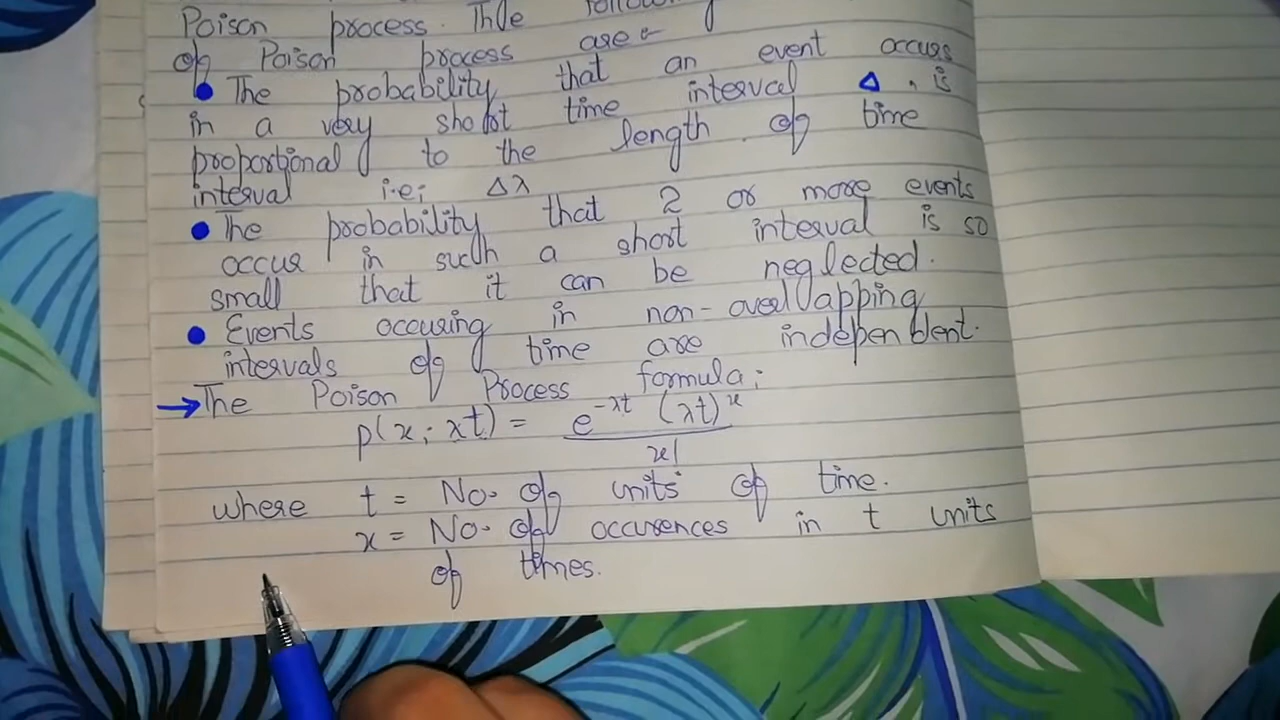 Poison process. The
of Poison process are:-
• The probability that an event occurs
in a very short time interval Δ, is
proportional to the length of time
interval i.e; Δλ
• The probability that 2 or more events
occur in such a short interval is so
small that it can be neglected.
• Events occusing in non-overlapping
intervals of time are independent.
→ The Poison Process formula;
p(x; λt) = e^-λt (λt)^x / x!
where t = No. of units of time.
x = No. of occurences in t units
of times.